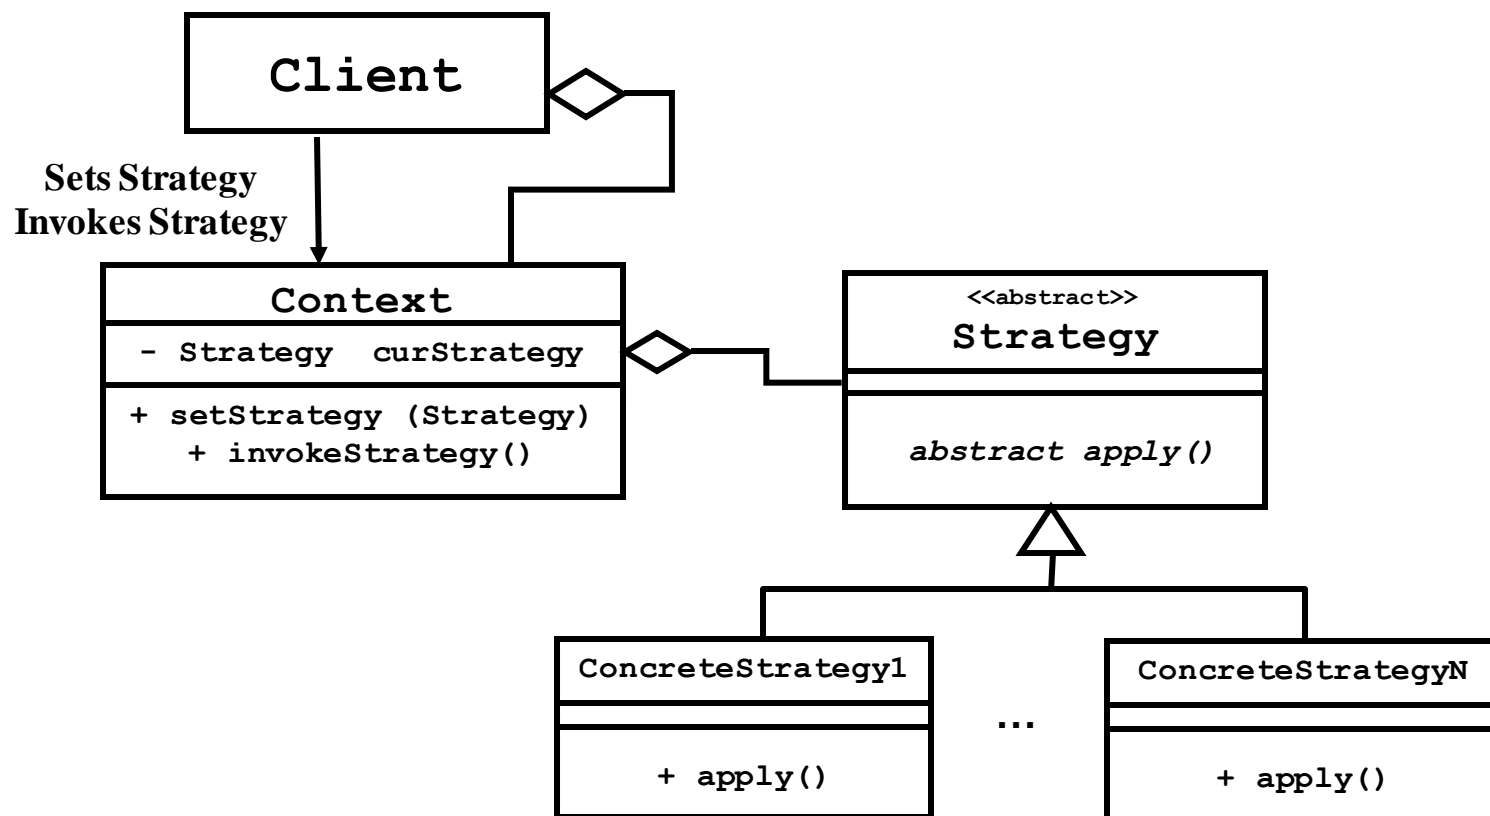 Client
Sets Strategy
Invokes Strategy
Context
- Strategy curStrategy
+ setStrategy (Strategy)
+ invokeStrategy()
<<abstract>>
Strategy
abstract apply()
ConcreteStrategy1
+ apply()
...
ConcreteStrategyN
+ apply()